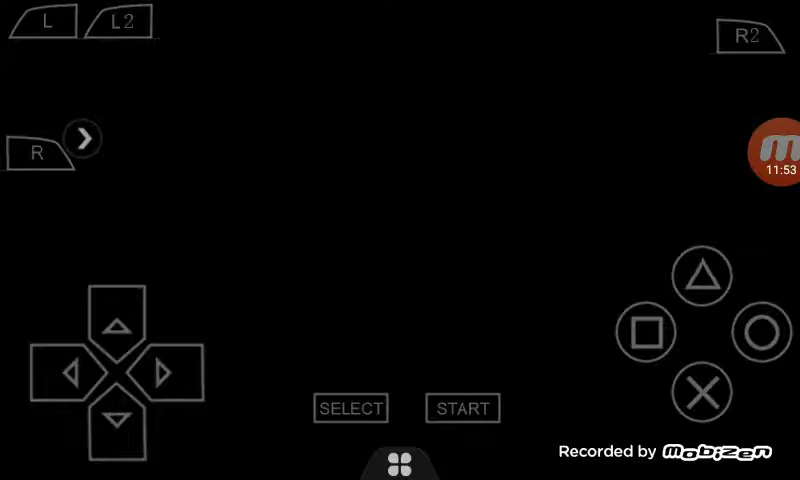 L
L2
R2
R
11:53
SELECT
START
Recorded by mobizen